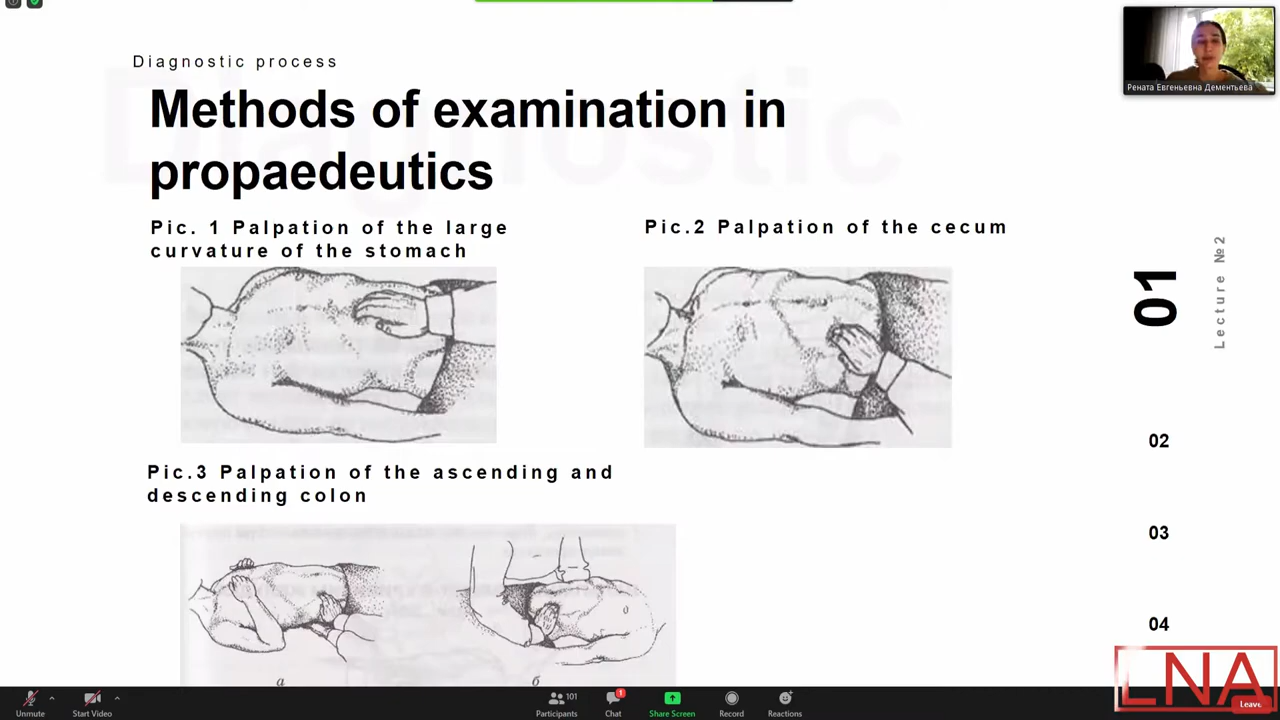 Diagnostic process
Diagnostic
Methods of examination in
propaedeutics
Рената Евгеньевна Дементьева
Pic. 1 Palpation of the large
curvature of the stomach
Pic.2 Palpation of the cecum
Lecture №2
01
02
03
04
Pic.3 Palpation of the ascending and
descending colon
а
б
LNA
Leave
Unmute
Start Video
Participants
101
Chat
1
Share Screen
Record
Reactions